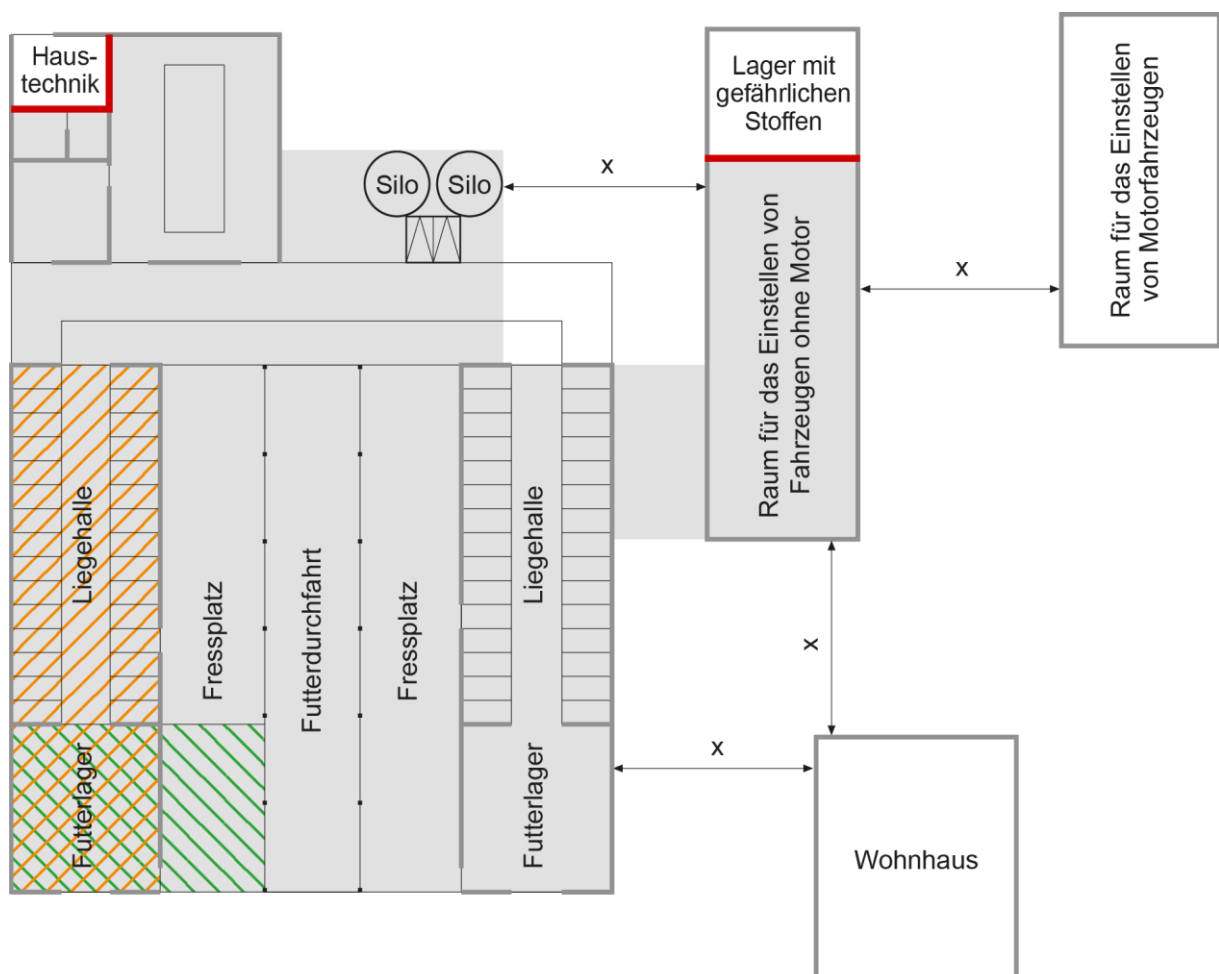 Haus-
technik
Lager mit
gefährlichen
Stoffen
Raum für das Einstellen
von Motorfahrzeugen
Silo
Silo
x
x
Raum für das Einstellen von
Fahrzeugen ohne Motor
Liegehalle
Fressplatz
Futterdurchfahrt
Fressplatz
Liegehalle
x
Futterlager
Futterlager
x
Wohnhaus